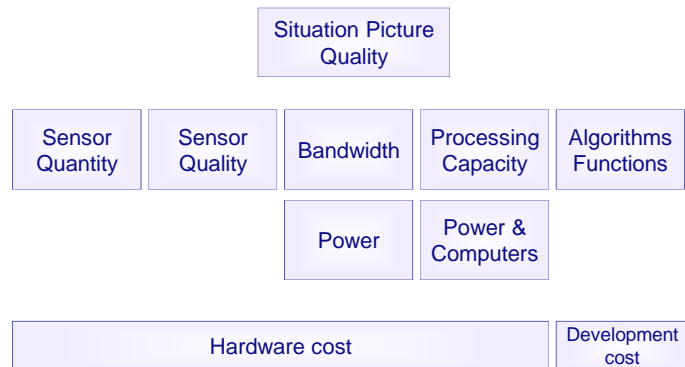 Situation Picture
Quality
Sensor
Quantity
Sensor
Quality
Bandwidth
Processing
Capacity
Algorithms
Functions
Power
Power &
Computers
Hardware cost
Development
cost